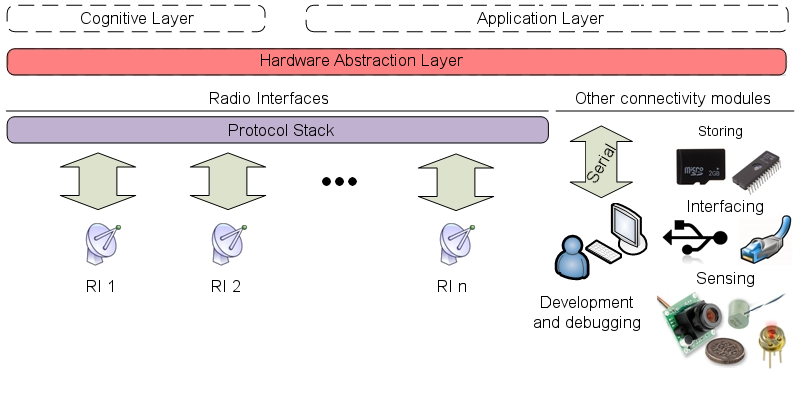 Cognitive Layer
Application Layer
Hardware Abstraction Layer
Radio Interfaces
Other connectivity modules
Protocol Stack
Storing
Serial
micro
2GB
Interfacing
Sensing
RI 1
RI 2
RI n
Development
and debugging